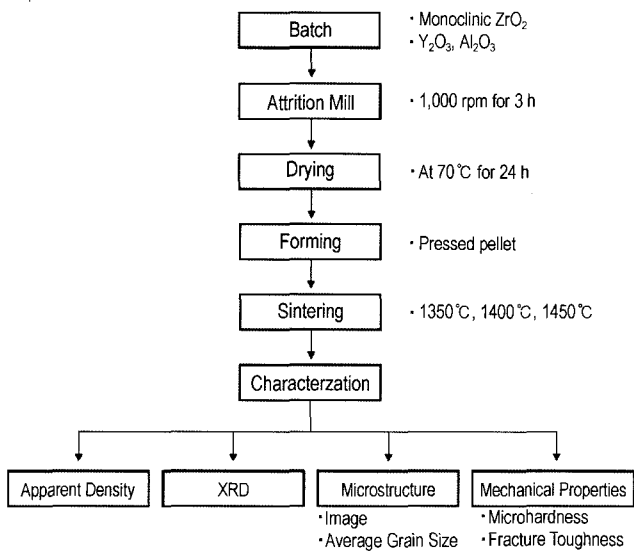 Batch
· Monoclinic ZrO₂
· Y₂O₃, Al₂O₃
Attrition Mill
· 1,000 rpm for 3 h
Drying
· At 70℃ for 24 h
Forming
· Pressed pellet
Sintering
· 1350℃, 1400℃, 1450℃
Characterzation
Apparent Density
XRD
Microstructure
· Image
· Average Grain Size
Mechanical Properties
· Microhardness
· Fracture Toughness